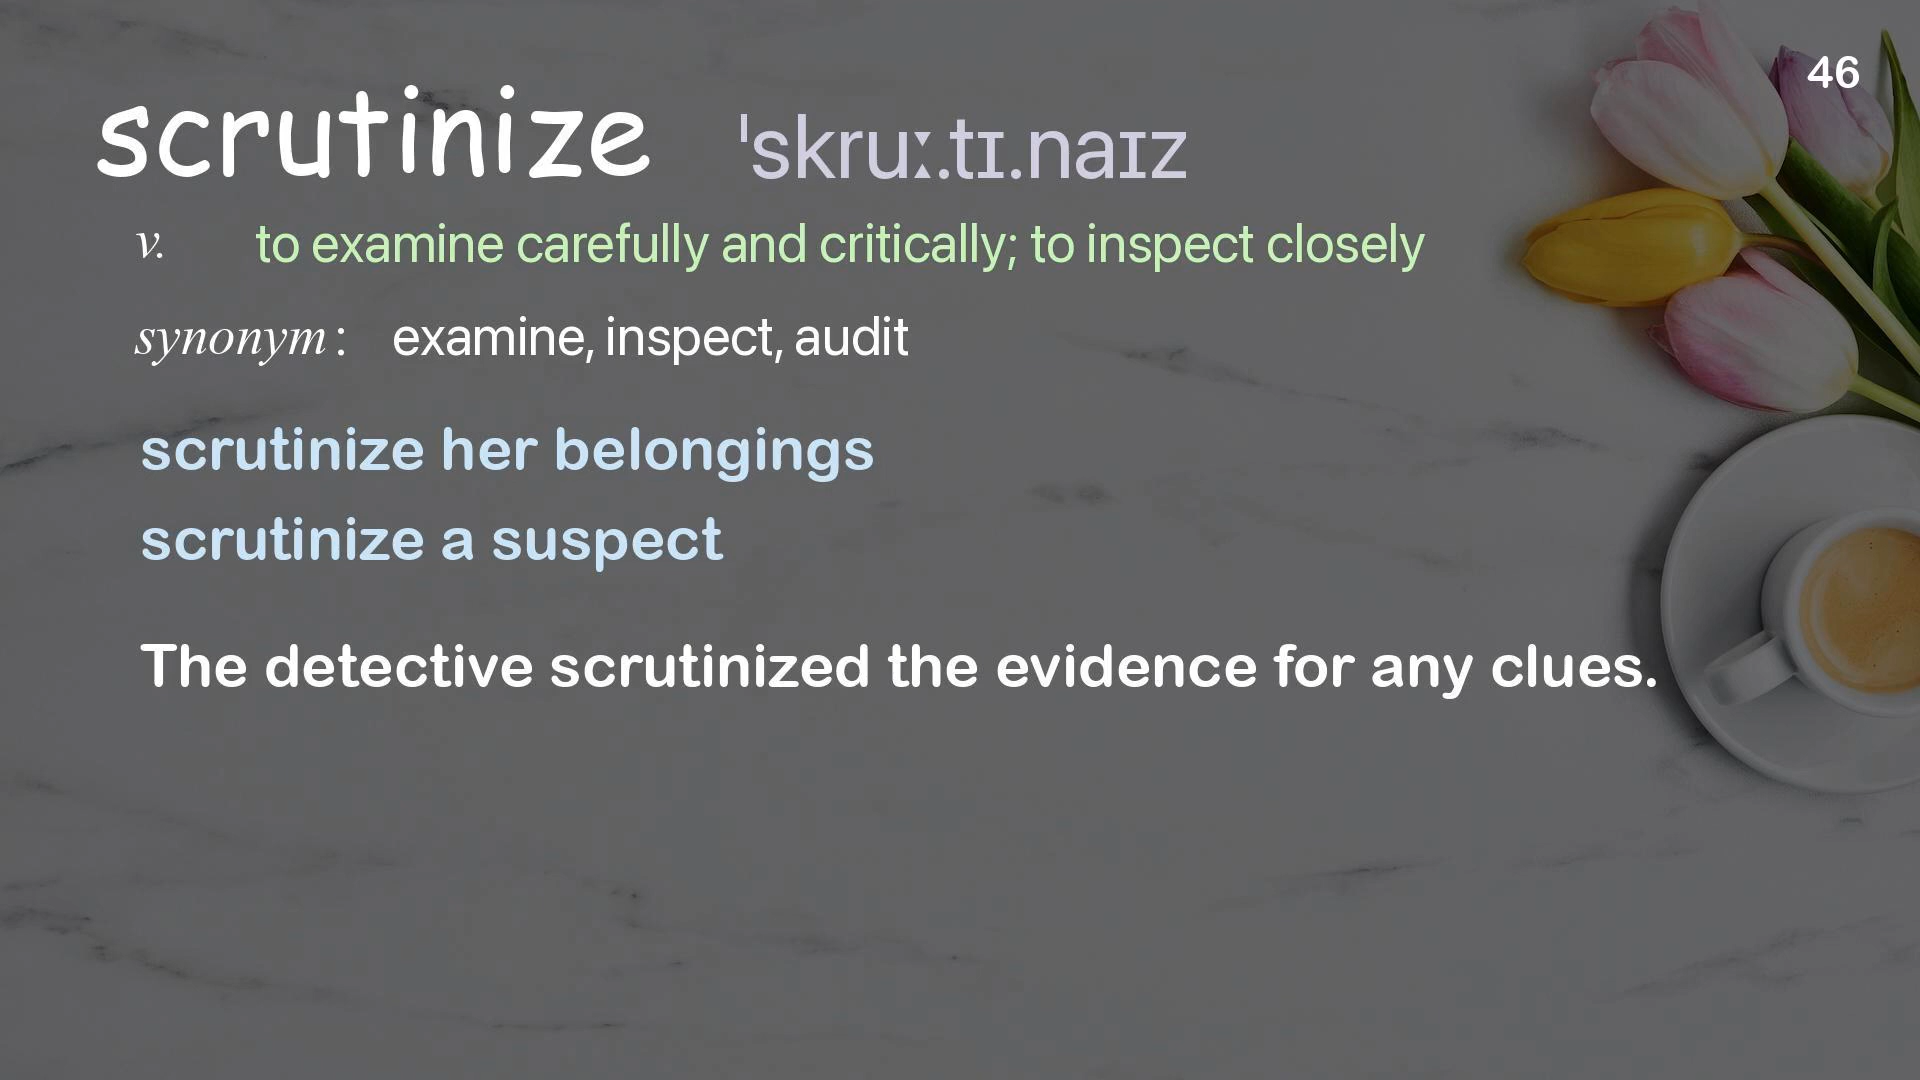 46
scrutinize ˈskruː.tɪ.naɪz
v. to examine carefully and critically; to inspect closely
synonym: examine, inspect, audit
scrutinize her belongings
scrutinize a suspect
The detective scrutinized the evidence for any clues.